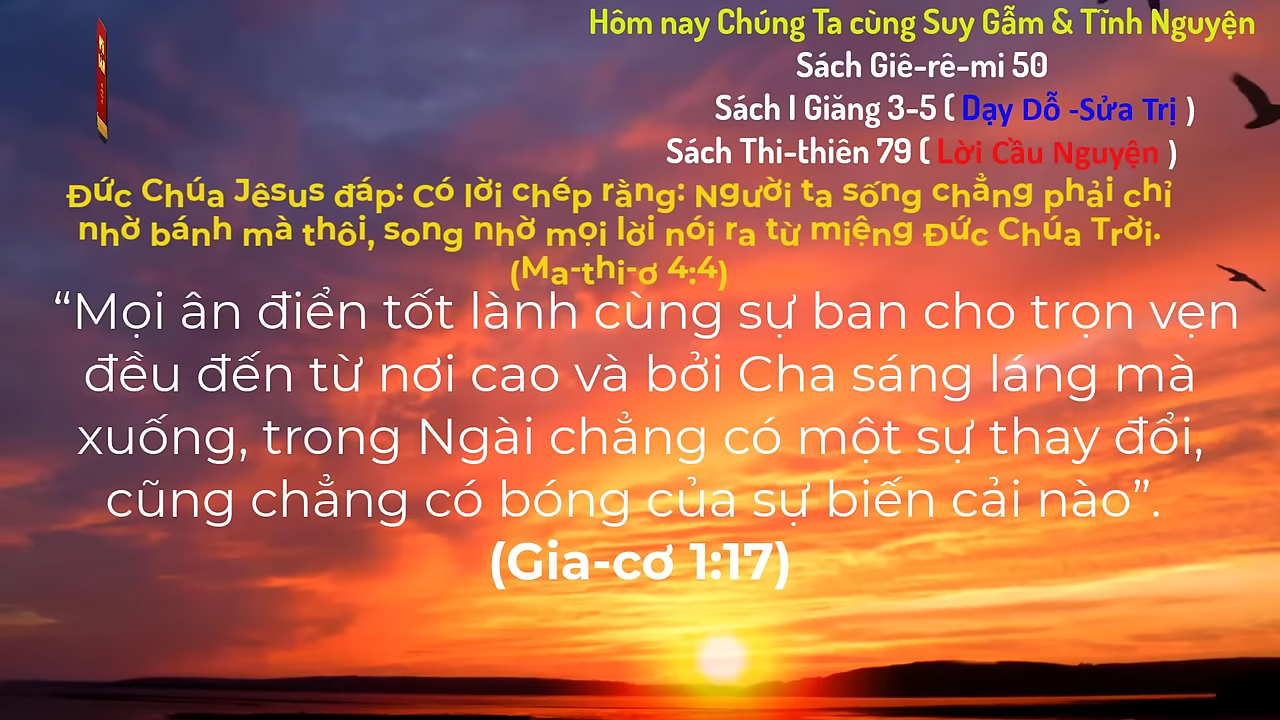 Hôm nay Chúng Ta cùng Suy Gẫm & Tĩnh Nguyện
Sách Giê-rê-mi 50
Sách I Giăng 3-5 ( Dạy Dỗ -Sửa Trị )
Sách Thi-thiên 79 ( Lời Cầu Nguyện )
Đức Chúa Jêsus đáp: Có lời chép rằng: Người ta sống chẳng phải chỉ
nhờ bánh mà thôi, song nhờ mọi lời nói ra từ miệng Đức Chúa Trời.
(Ma-thi-ơ 4:4)
“Mọi ân điển tốt lành cùng sự ban cho trọn vẹn
đều đến từ nơi cao và bởi Cha sáng láng mà
xuống, trong Ngài chẳng có một sự thay đổi,
cũng chẳng có bóng của sự biến cải nào”.
(Gia-cơ 1:17)